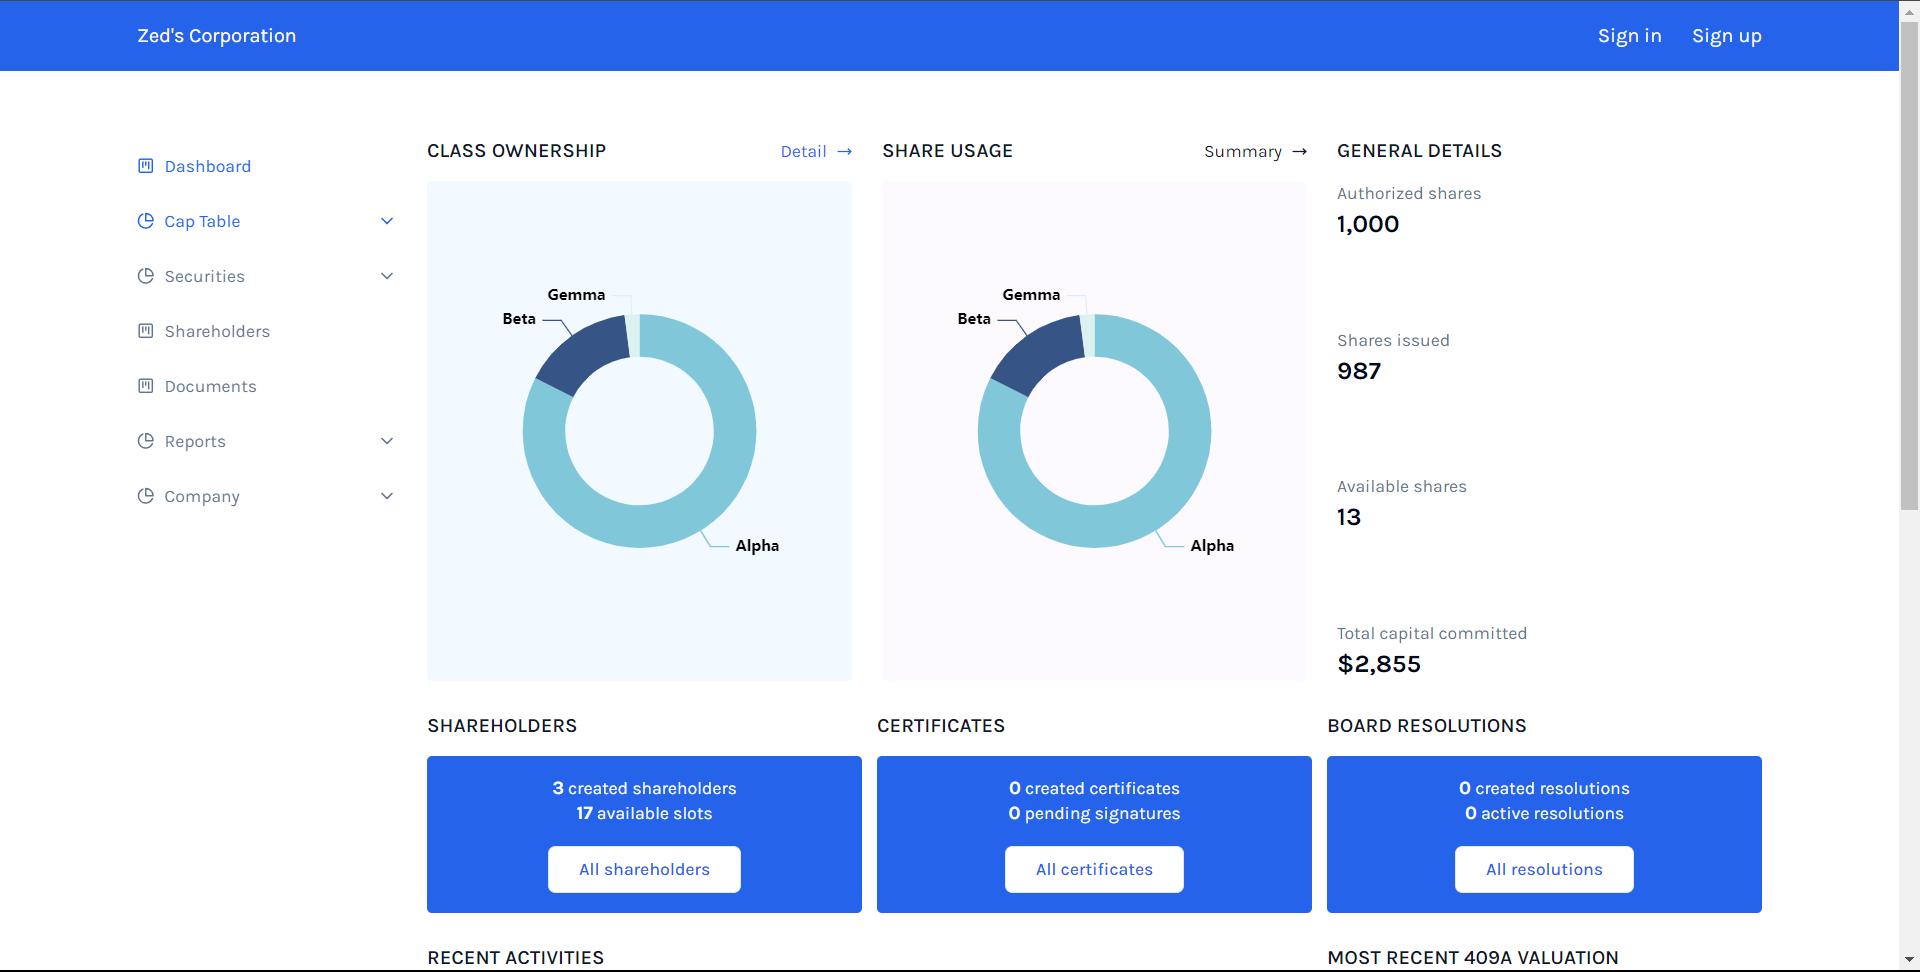 Zed's Corporation
Sign in
Sign up
Dashboard
Cap Table
Securities
Shareholders
Documents
Reports
Company
CLASS OWNERSHIP
Detail →
Gemma
Beta
Alpha
SHARE USAGE
Summary →
Gemma
Beta
Alpha
GENERAL DETAILS
Authorized shares
1,000
Shares issued
987
Available shares
13
Total capital committed
$2,855
SHAREHOLDERS
3 created shareholders
17 available slots
All shareholders
CERTIFICATES
0 created certificates
0 pending signatures
All certificates
BOARD RESOLUTIONS
0 created resolutions
0 active resolutions
All resolutions
RECENT ACTIVITIES
MOST RECENT 409A VALUATION